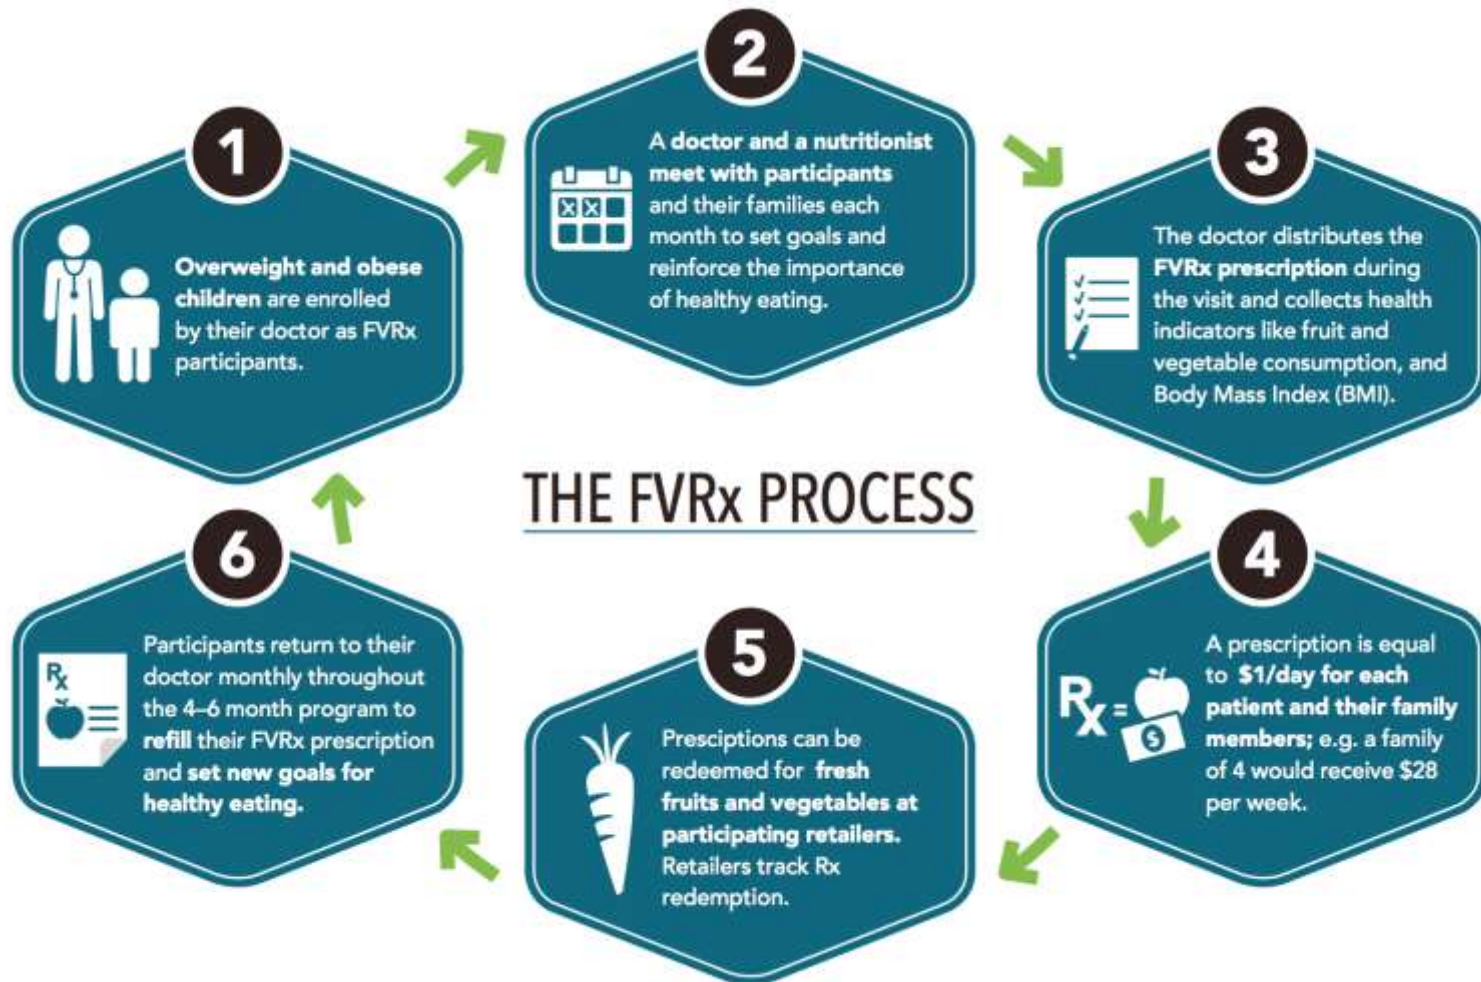 1
Overweight and obese
children are enrolled
by their doctor as FVRx
participants.
2
A doctor and a nutritionist
meet with participants
and their families each
month to set goals and
reinforce the importance
of healthy eating.
3
The doctor distributes the
FVRx prescription during
the visit and collects health
indicators like fruit and
vegetable consumption, and
Body Mass Index (BMI).
THE FVRx PROCESS
4
Rx =
$
A prescription is equal
to $1/day for each
patient and their family
members; e.g. a family
of 4 would receive $28
per week.
5
Presciptions can be
redeemed for fresh
fruits and vegetables at
participating retailers.
Retailers track Rx
redemption.
6
Rx
Participants return to their
doctor monthly throughout
the 4–6 month program to
refill their FVRx prescription
and set new goals for
healthy eating.